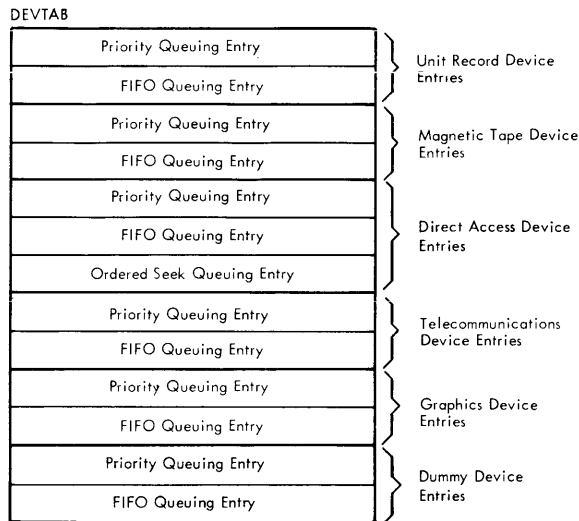 DEVTAB
Priority Queuing Entry
FIFO Queuing Entry
Unit Record Device
Entries
Priority Queuing Entry
FIFO Queuing Entry
Magnetic Tape Device
Entries
Priority Queuing Entry
FIFO Queuing Entry
Ordered Seek Queuing Entry
Direct Access Device
Entries
Priority Queuing Entry
FIFO Queuing Entry
Telecommunications
Device Entries
Priority Queuing Entry
FIFO Queuing Entry
Graphics Device
Entries
Priority Queuing Entry
FIFO Queuing Entry
Dummy Device
Entries